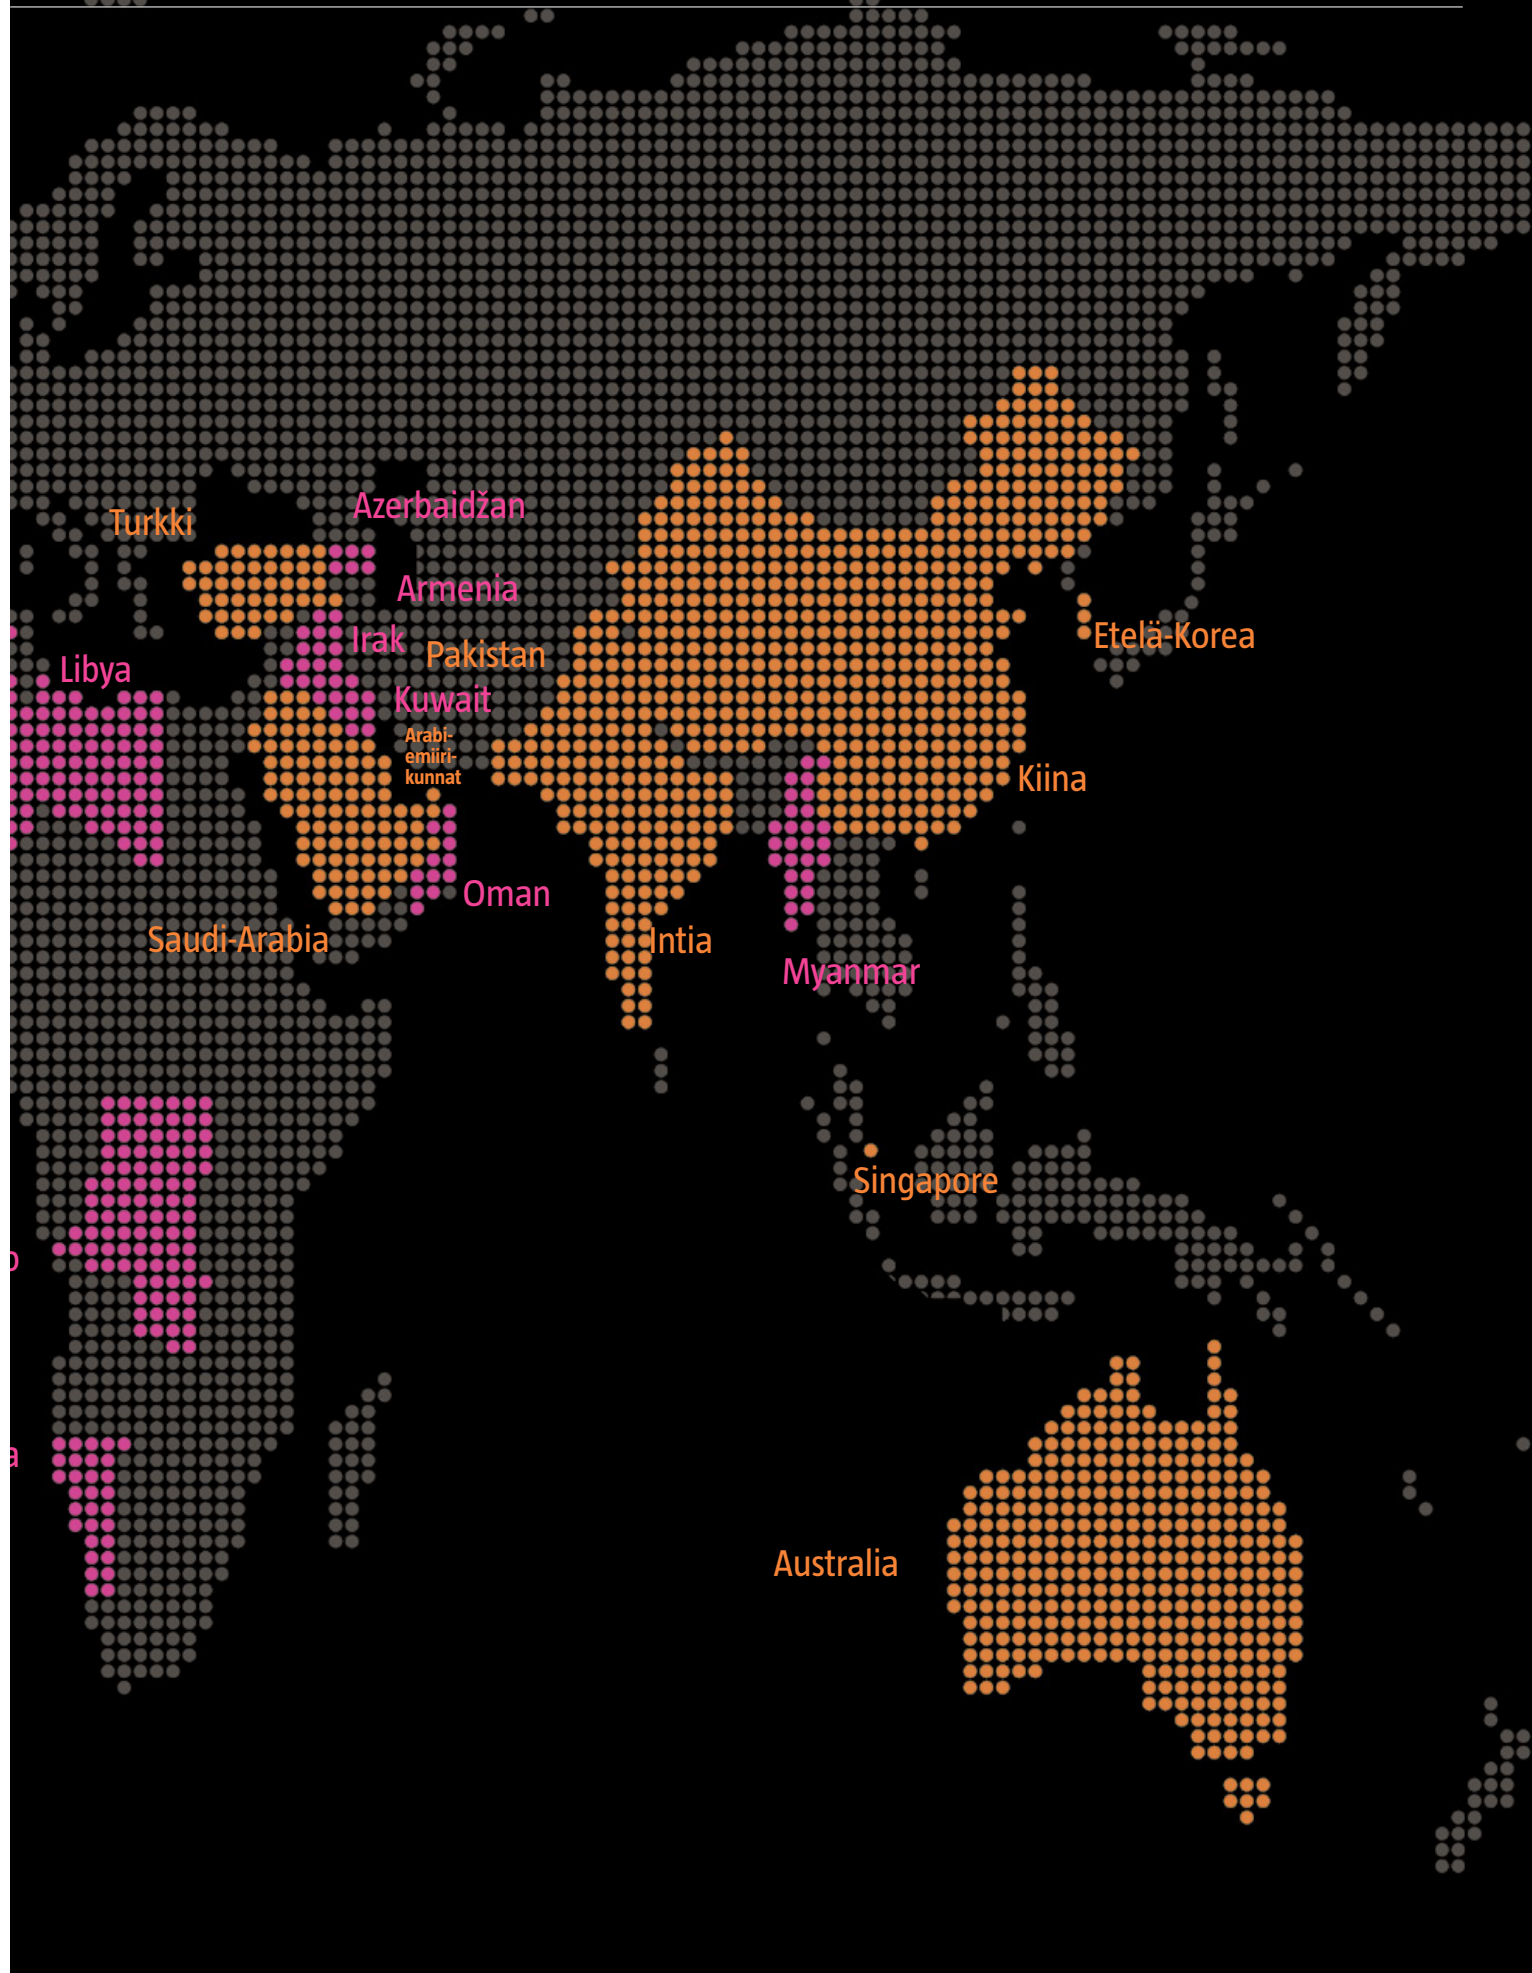 Azerbaidžan
Turkki
Armenia
Irak
Pakistan
Etelä-Korea
Libya
Kuwait
Arabi-
emiiri-
kunnat
Kiina
Oman
Saudi-Arabia
Intia
Myanmar
Singapore
Australia